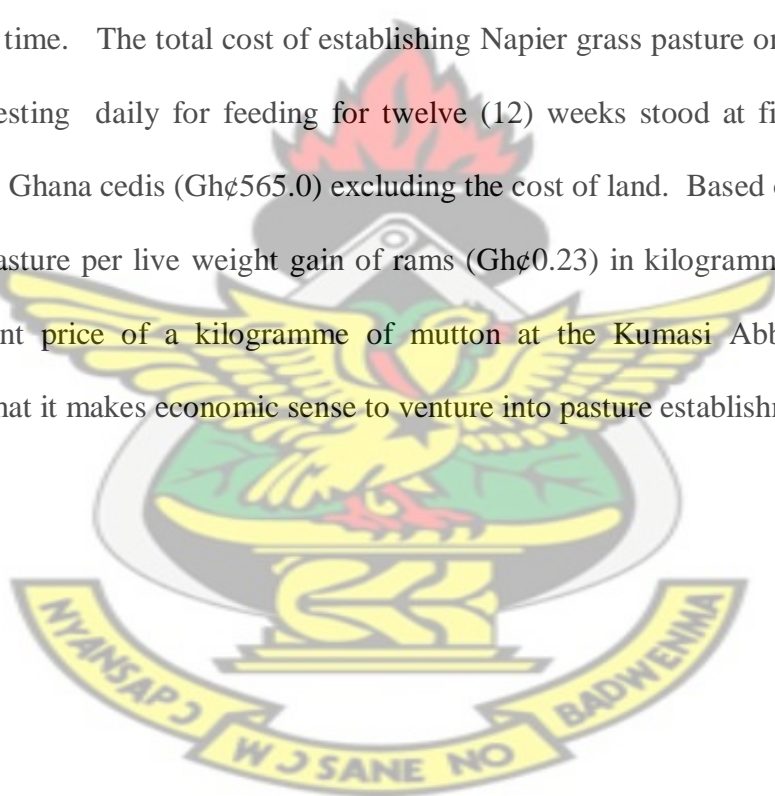 time. The total cost of establishing Napier grass pasture or
esting daily for feeding for twelve (12) weeks stood at fi
Ghana cedis (Gh¢565.0) excluding the cost of land. Based
asture per live weight gain of rams (Gh¢0.23) in kilogramm
nt price of a kilogramme of mutton at the Kumasi Abb
hat it makes economic sense to venture into pasture establishm
NYANSAPƆ
WƆSANE NO
BADWENMA